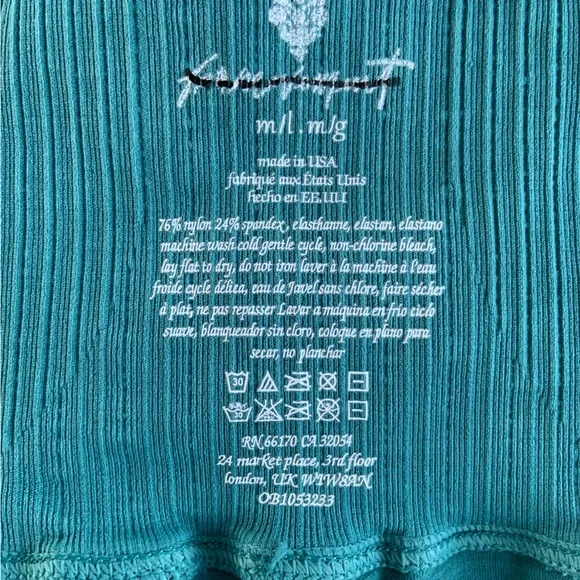 m/l . m/g
made in USA
fabriqué aux États Unis
hecho en EE.UU
76% nylon 24% spandex, elasthanne, elastan, elastano
machine wash cold gentle cycle, non-chlorine bleach,
lay flat to dry, do not iron laver à la machine à l'eau
froide cycle délica, eau de Javel sans chlore, faire sécher
à plat, ne pas repasser Lavar a maquina en frío ciclo
suave, blanqueador sin cloro, coloque en plano para
secar, no planchar
30
30
RN 66170 CA 32054
24 market place, 3rd floor
london, UK W1W8AN
OB1053233